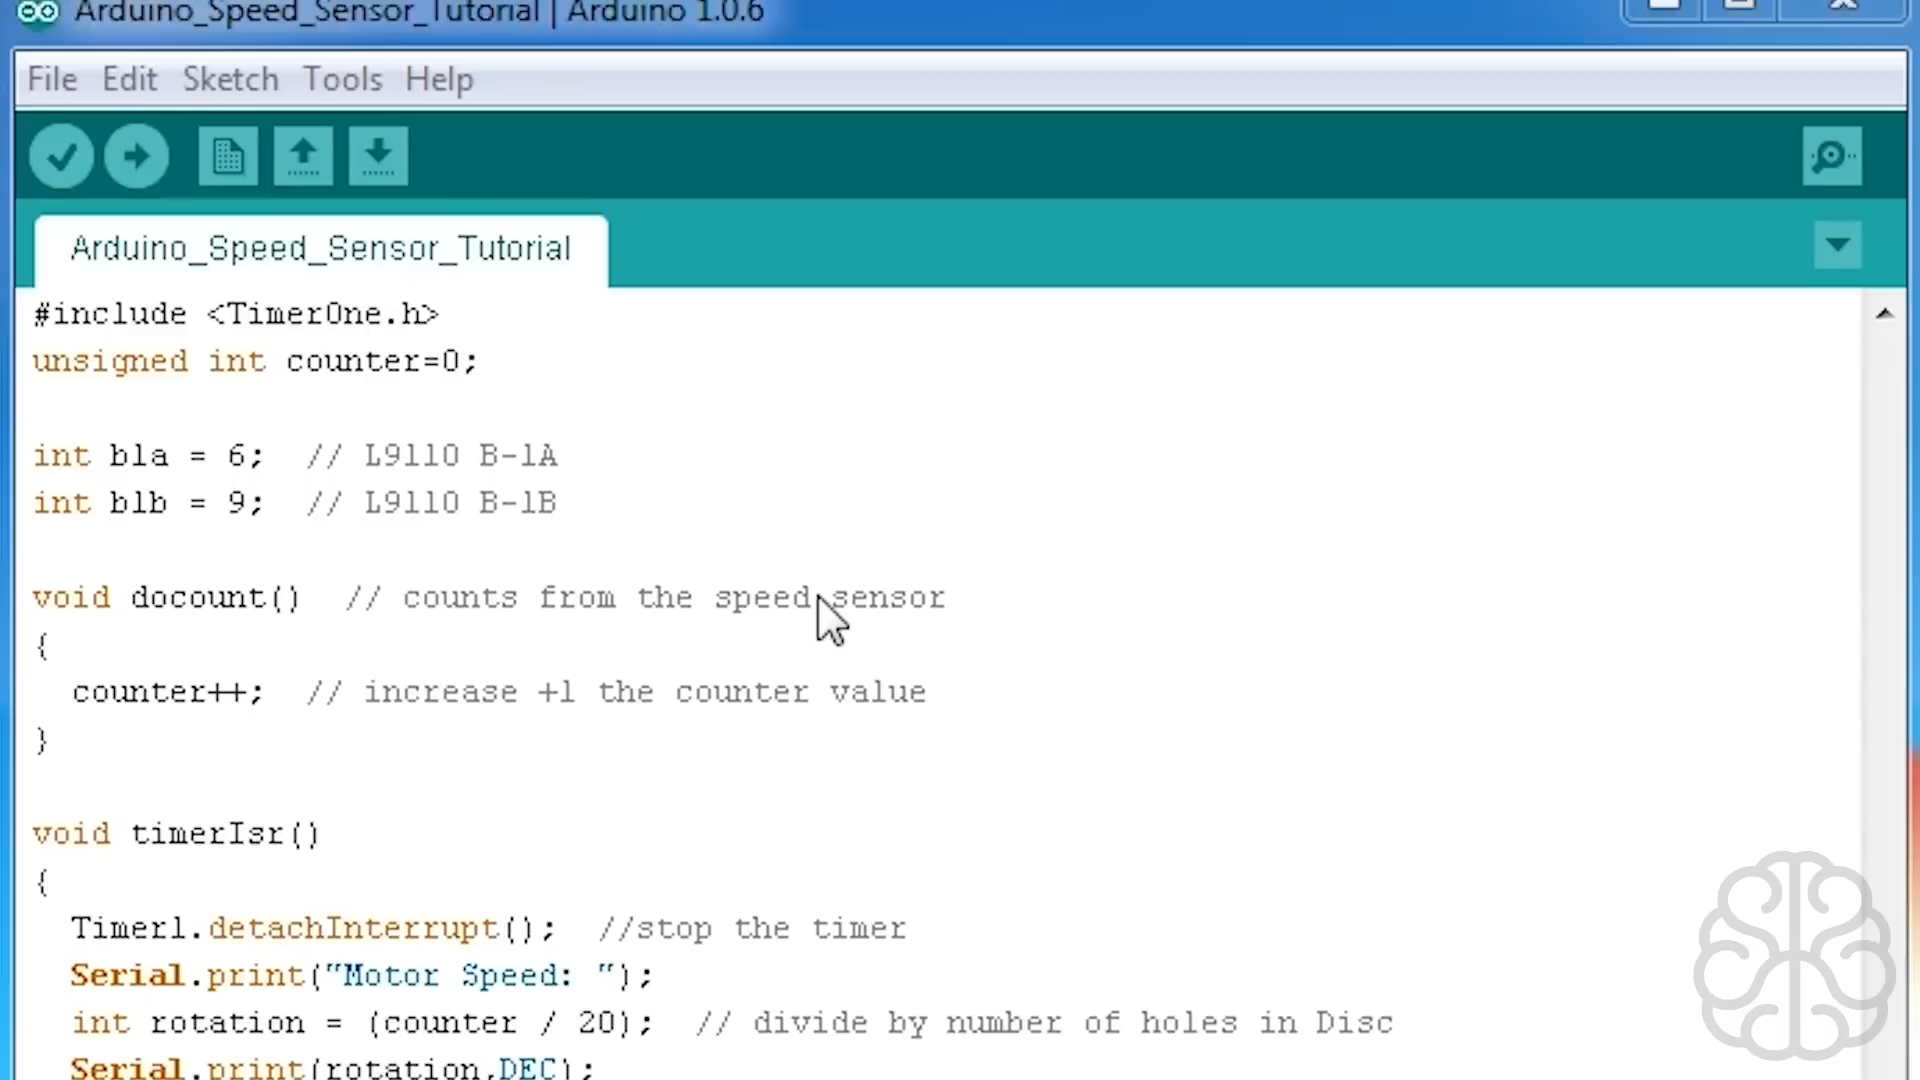 Arduino_Speed_Sensor_Tutorial | Arduino 1.0.6
File Edit Sketch Tools Help
Arduino_Speed_Sensor_Tutorial
#include <TimerOne.h>
unsigned int counter=0;
int b1a = 6;  // L9110 B-1A
int b1b = 9;  // L9110 B-1B
void docount()  // counts from the speed sensor
{
counter++;  // increase +1 the counter value
}
void timerIsr()
{
Timer1.detachInterrupt();  //stop the timer
Serial.print("Motor Speed: ");
int rotation = (counter / 20);  // divide by number of holes in Disc
Serial.print(rotation,DEC);